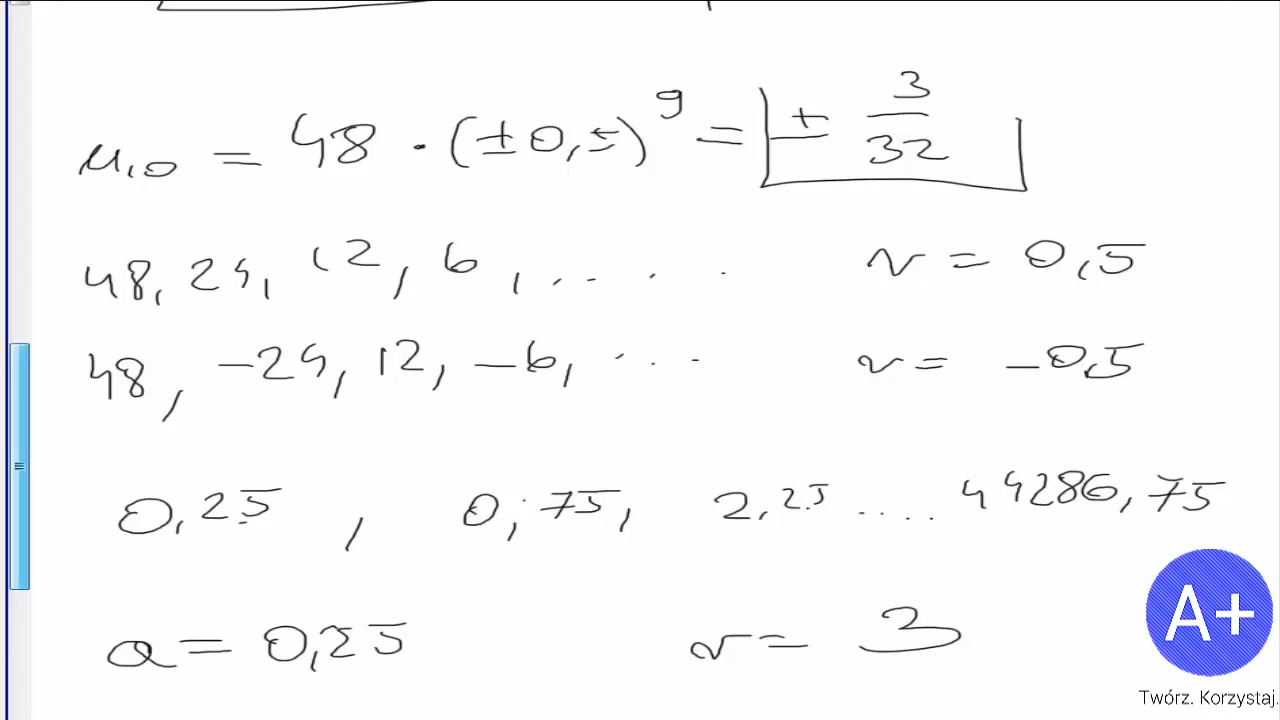 u₁₀ = 48 · (±0,5)⁹ = ± 3/32
48, 24, 12, 6, ..... r = 0,5
48, -24, 12, -6, .... r = -0,5
0,25, 0,75, 2,25 .... 44286,75
a = 0,25 r = 3
A+
Twórz. Korzystaj.